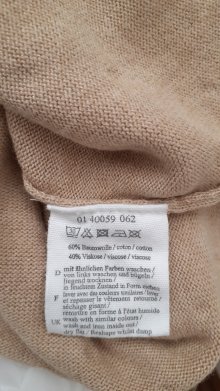 01 40059 062
60% Baumwolle / coton / cotton
40% Viskose / viscose / viscose
D mit ähnlichen Farben waschen /
von links waschen und bügeln /
liegend trocknen /
in feuchtem Zustand in Form ziehen
laver avec des couleurs similaires / laver
et repasser le vêtement retourné /
séchage gisant /
remettre en forme à l'état humide
UK wash with similar colours /
wash and iron inside out /
dry flat / Reshape whilst damp